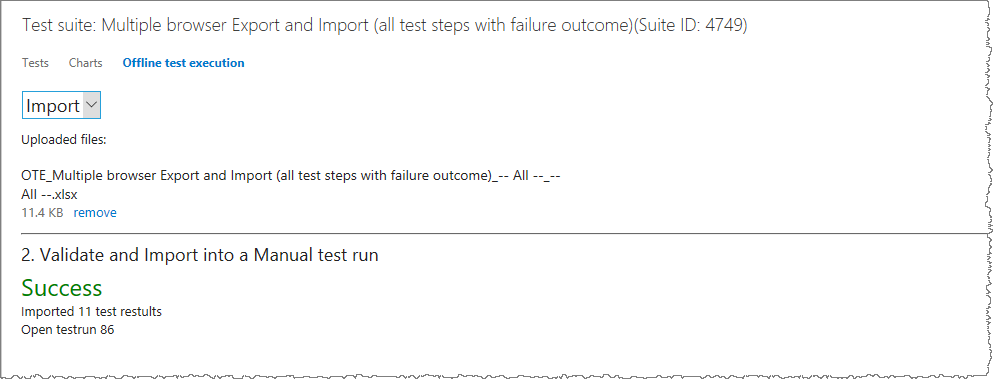 Test suite: Multiple browser Export and Import (all test steps with failure outcome)(Suite ID: 4749)
Tests Charts Offline test execution
Import
Uploaded files:
OTE_Multiple browser Export and Import (all test steps with failure outcome)_-- All --_--
All --.xlsx
11.4 KB remove
2. Validate and Import into a Manual test run
Success
Imported 11 test restults
Open testrun 86